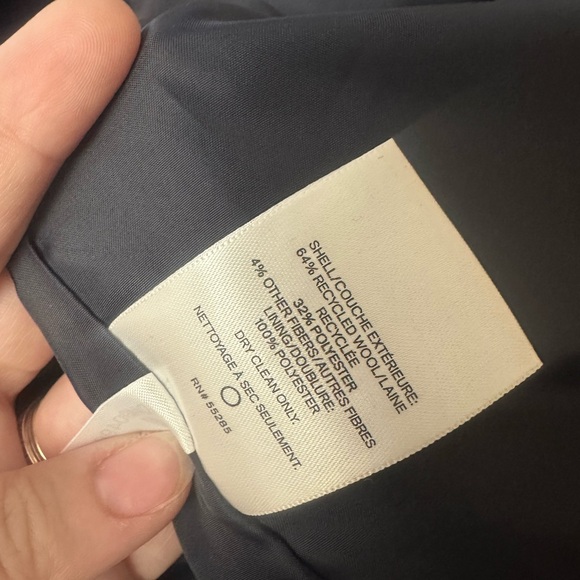 SHELL/COUCHE EXTÉRIEURE:
64% RECYCLED WOOL/LAINE
RECYCLÉE
32% POLYESTER
4% OTHER FIBERS/AUTRES FIBRES
LINING/DOUBLURE:
100% POLYESTER
DRY CLEAN ONLY.
NETTOYAGE À SEC SEULEMENT.
RN# 55285